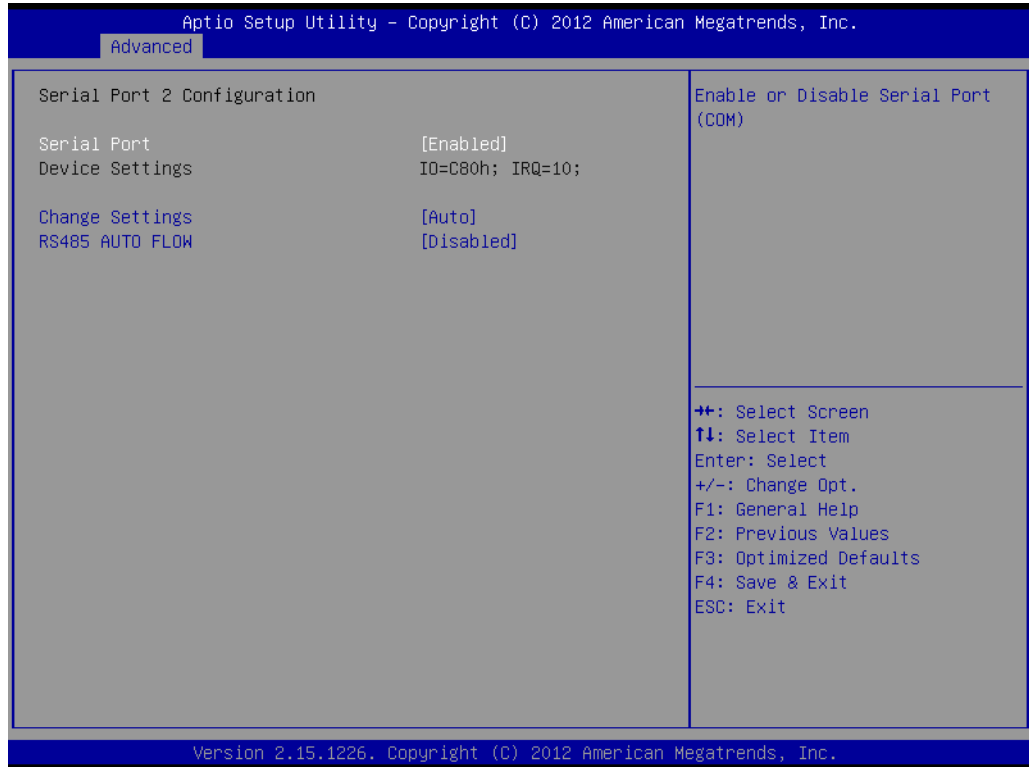 Aptio Setup Utility – Copyright (C) 2012 American Megatrends, Inc.
Advanced
Serial Port 2 Configuration
Serial Port [Enabled]
Device Settings IO=C80h; IRQ=10;
Change Settings [Auto]
RS485 AUTO FLOW [Disabled]
Enable or Disable Serial Port
(COM)
→←: Select Screen
↑↓: Select Item
Enter: Select
+/-: Change Opt.
F1: General Help
F2: Previous Values
F3: Optimized Defaults
F4: Save & Exit
ESC: Exit
Version 2.15.1226. Copyright (C) 2012 American Megatrends, Inc.